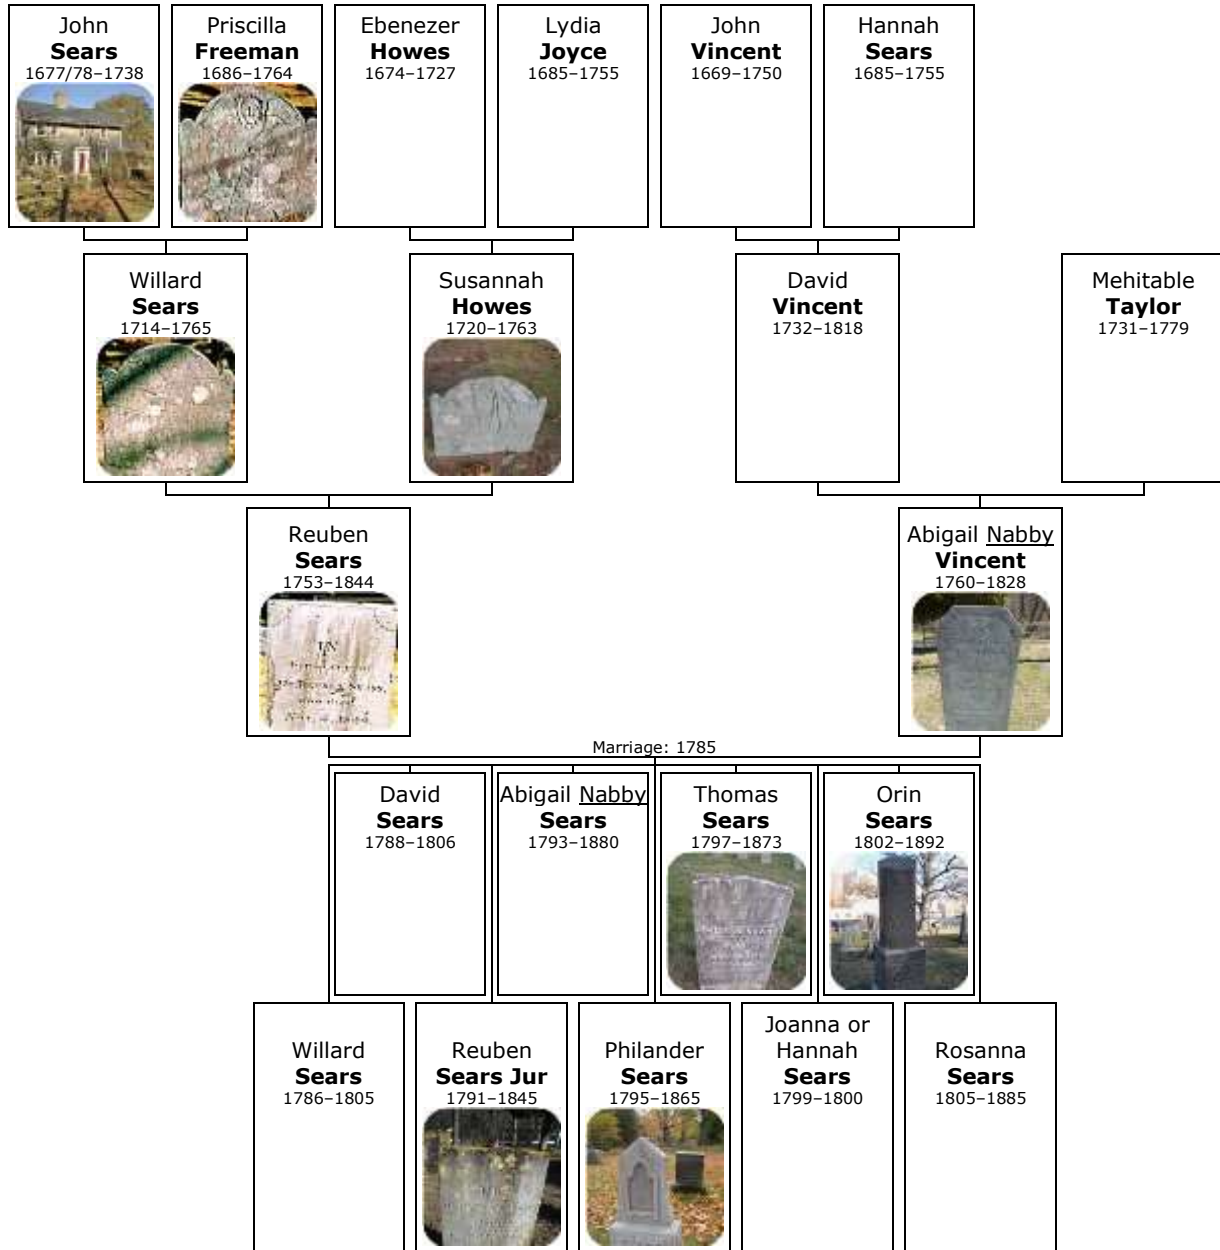 John
Sears
1677/78–1738
Priscilla
Freeman
1686–1764
Ebenezer
Howes
1674–1727
Lydia
Joyce
1685–1755
John
Vincent
1669–1750
Hannah
Sears
1685–1755
Willard
Sears
1714–1765
Susannah
Howes
1720–1763
David
Vincent
1732–1818
Mehitable
Taylor
1731–1779
Reuben
Sears
1753–1844
IN
Abigail Nabby
Vincent
1760–1828
Marriage: 1785
David
Sears
1788–1806
Abigail Nabby
Sears
1793–1880
Thomas
Sears
1797–1873
Orin
Sears
1802–1892
Willard
Sears
1786–1805
Reuben
Sears Jur
1791–1845
Philander
Sears
1795–1865
Joanna or
Hannah
Sears
1799–1800
Rosanna
Sears
1805–1885